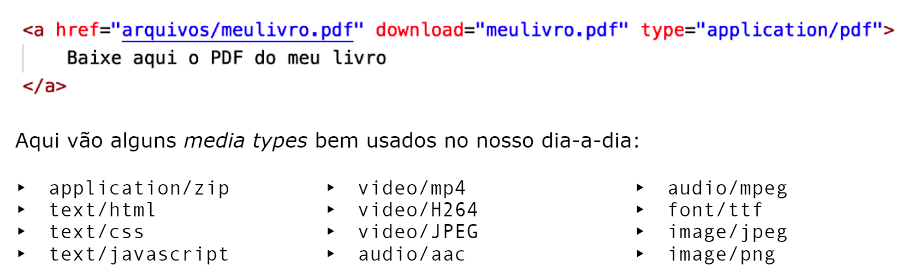 <a href="arquivos/meulivro.pdf" download="meulivro.pdf" type="application/pdf">
Baixe aqui o PDF do meu livro
</a>
Aqui vão alguns media types bem usados no nosso dia-a-dia:
‣ application/zip
‣ text/html
‣ text/css
‣ text/javascript
‣ video/mp4
‣ video/H264
‣ video/JPEG
‣ audio/aac
‣ audio/mpeg
‣ font/ttf
‣ image/jpeg
‣ image/png